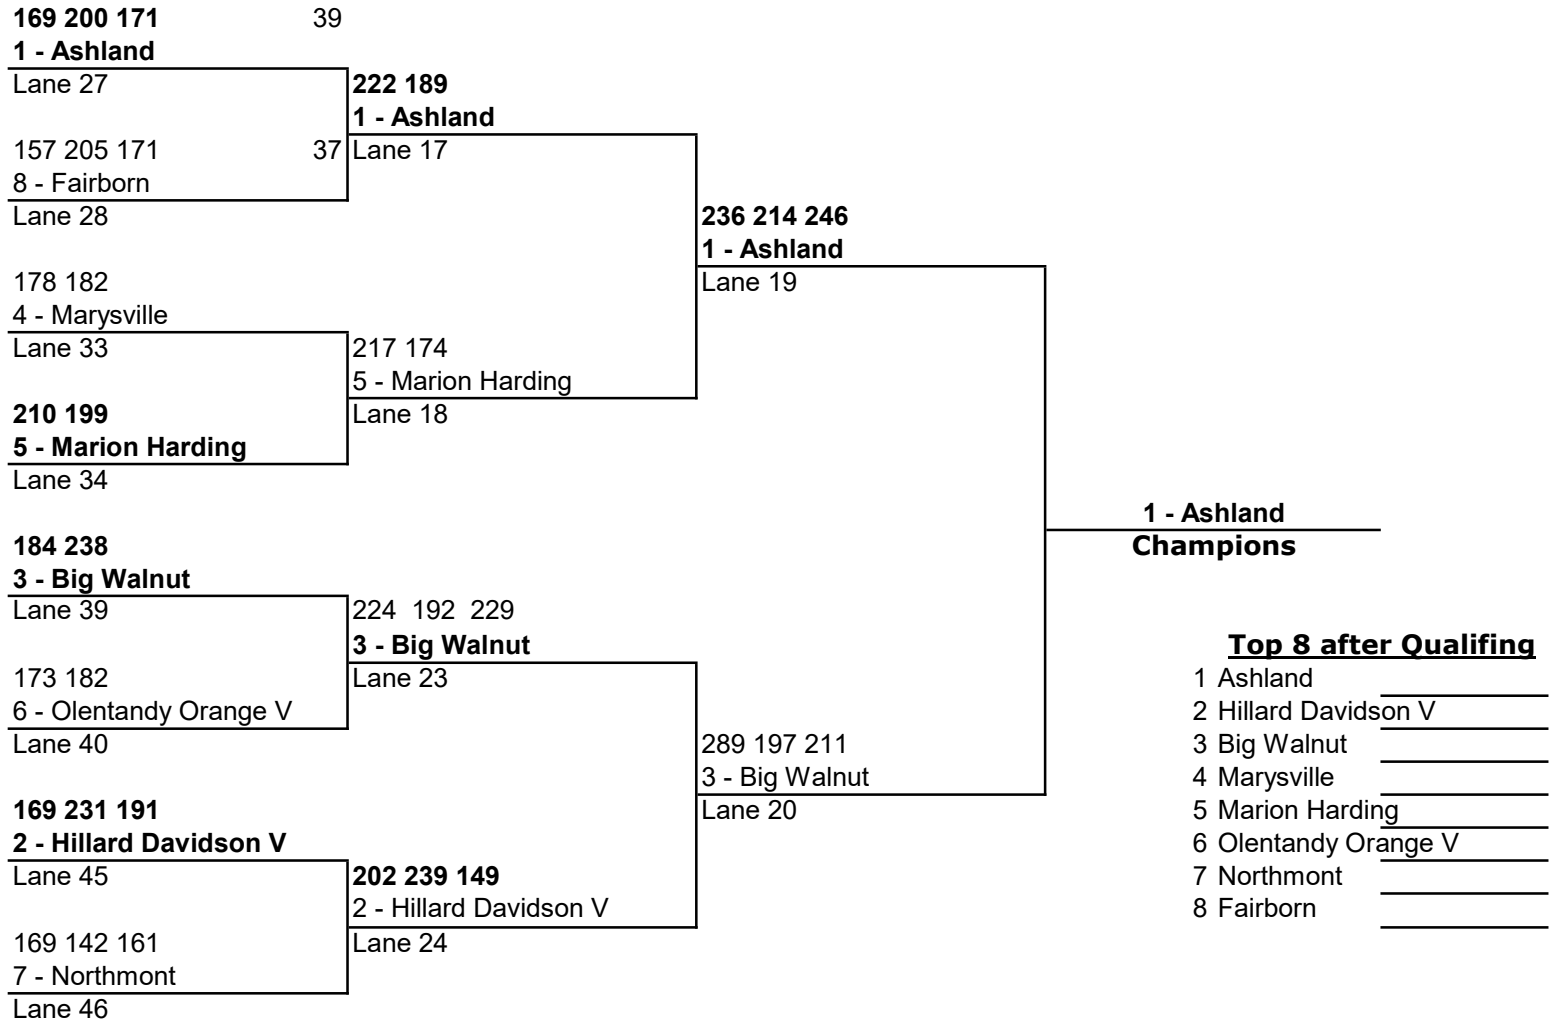 169 200 171 39
1 - Ashland
Lane 27
157 205 171 37
8 - Fairborn
Lane 28
178 182
4 - Marysville
Lane 33
210 199
5 - Marion Harding
Lane 34
184 238
3 - Big Walnut
Lane 39
173 182
6 - Olentandy Orange V
Lane 40
169 231 191
2 - Hillard Davidson V
Lane 45
169 142 161
7 - Northmont
Lane 46
222 189
1 - Ashland
Lane 17
217 174
5 - Marion Harding
Lane 18
224 192 229
3 - Big Walnut
Lane 23
202 239 149
2 - Hillard Davidson V
Lane 24
236 214 246
1 - Ashland
Lane 19
289 197 211
3 - Big Walnut
Lane 20
1 - Ashland
Champions
Top 8 after Qualifing
1 Ashland
2 Hillard Davidson V
3 Big Walnut
4 Marysville
5 Marion Harding
6 Olentandy Orange V
7 Northmont
8 Fairborn